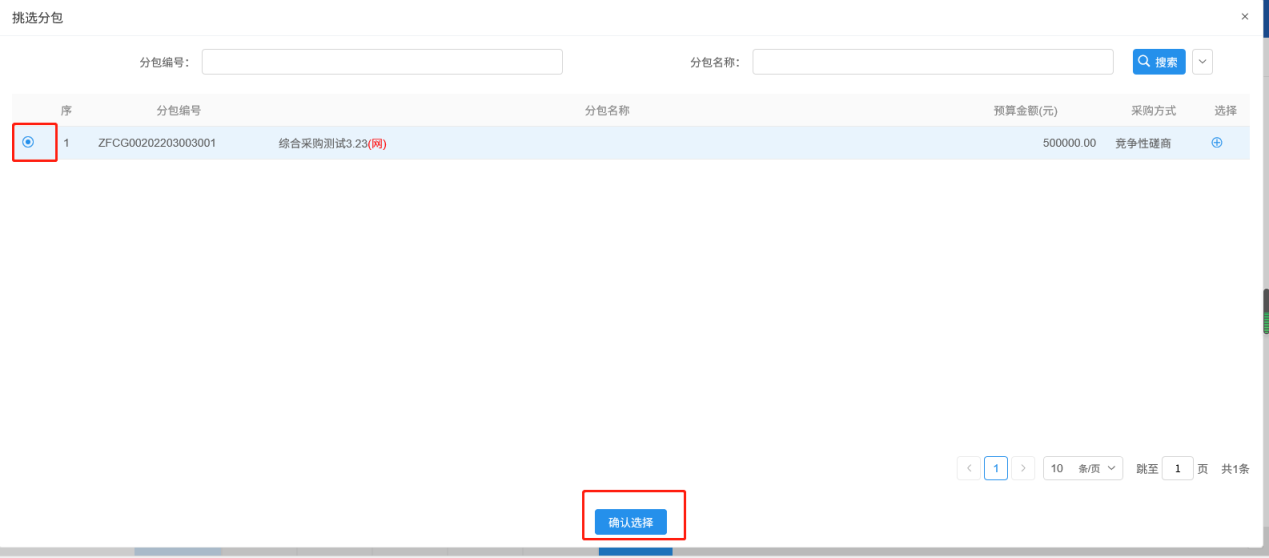 挑选分包 ×
分包编号： 分包名称： 搜索
序 分包编号 分包名称 预算金额(元) 采购方式 选择
1 ZFCG00202203003001 综合采购测试3.23(网) 500000.00 竞争性磋商
1 10 条/页 跳至 1 页 共1条
确认选择